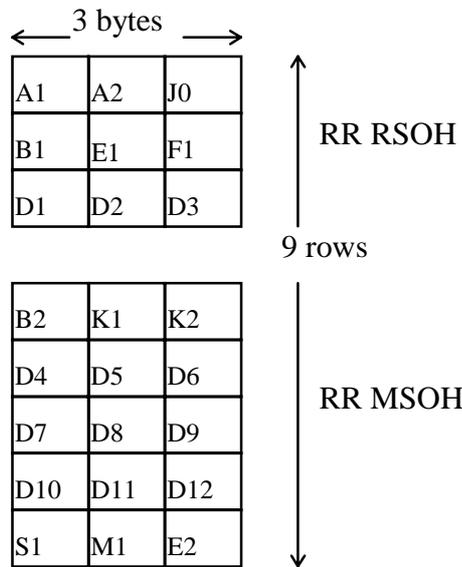 3 bytes
A1 A2 J0
RR RSOH
B1 E1 F1
D1 D2 D3
9 rows
B2 K1 K2
D4 D5 D6
RR MSOH
D7 D8 D9
D10 D11 D12
S1 M1 E2